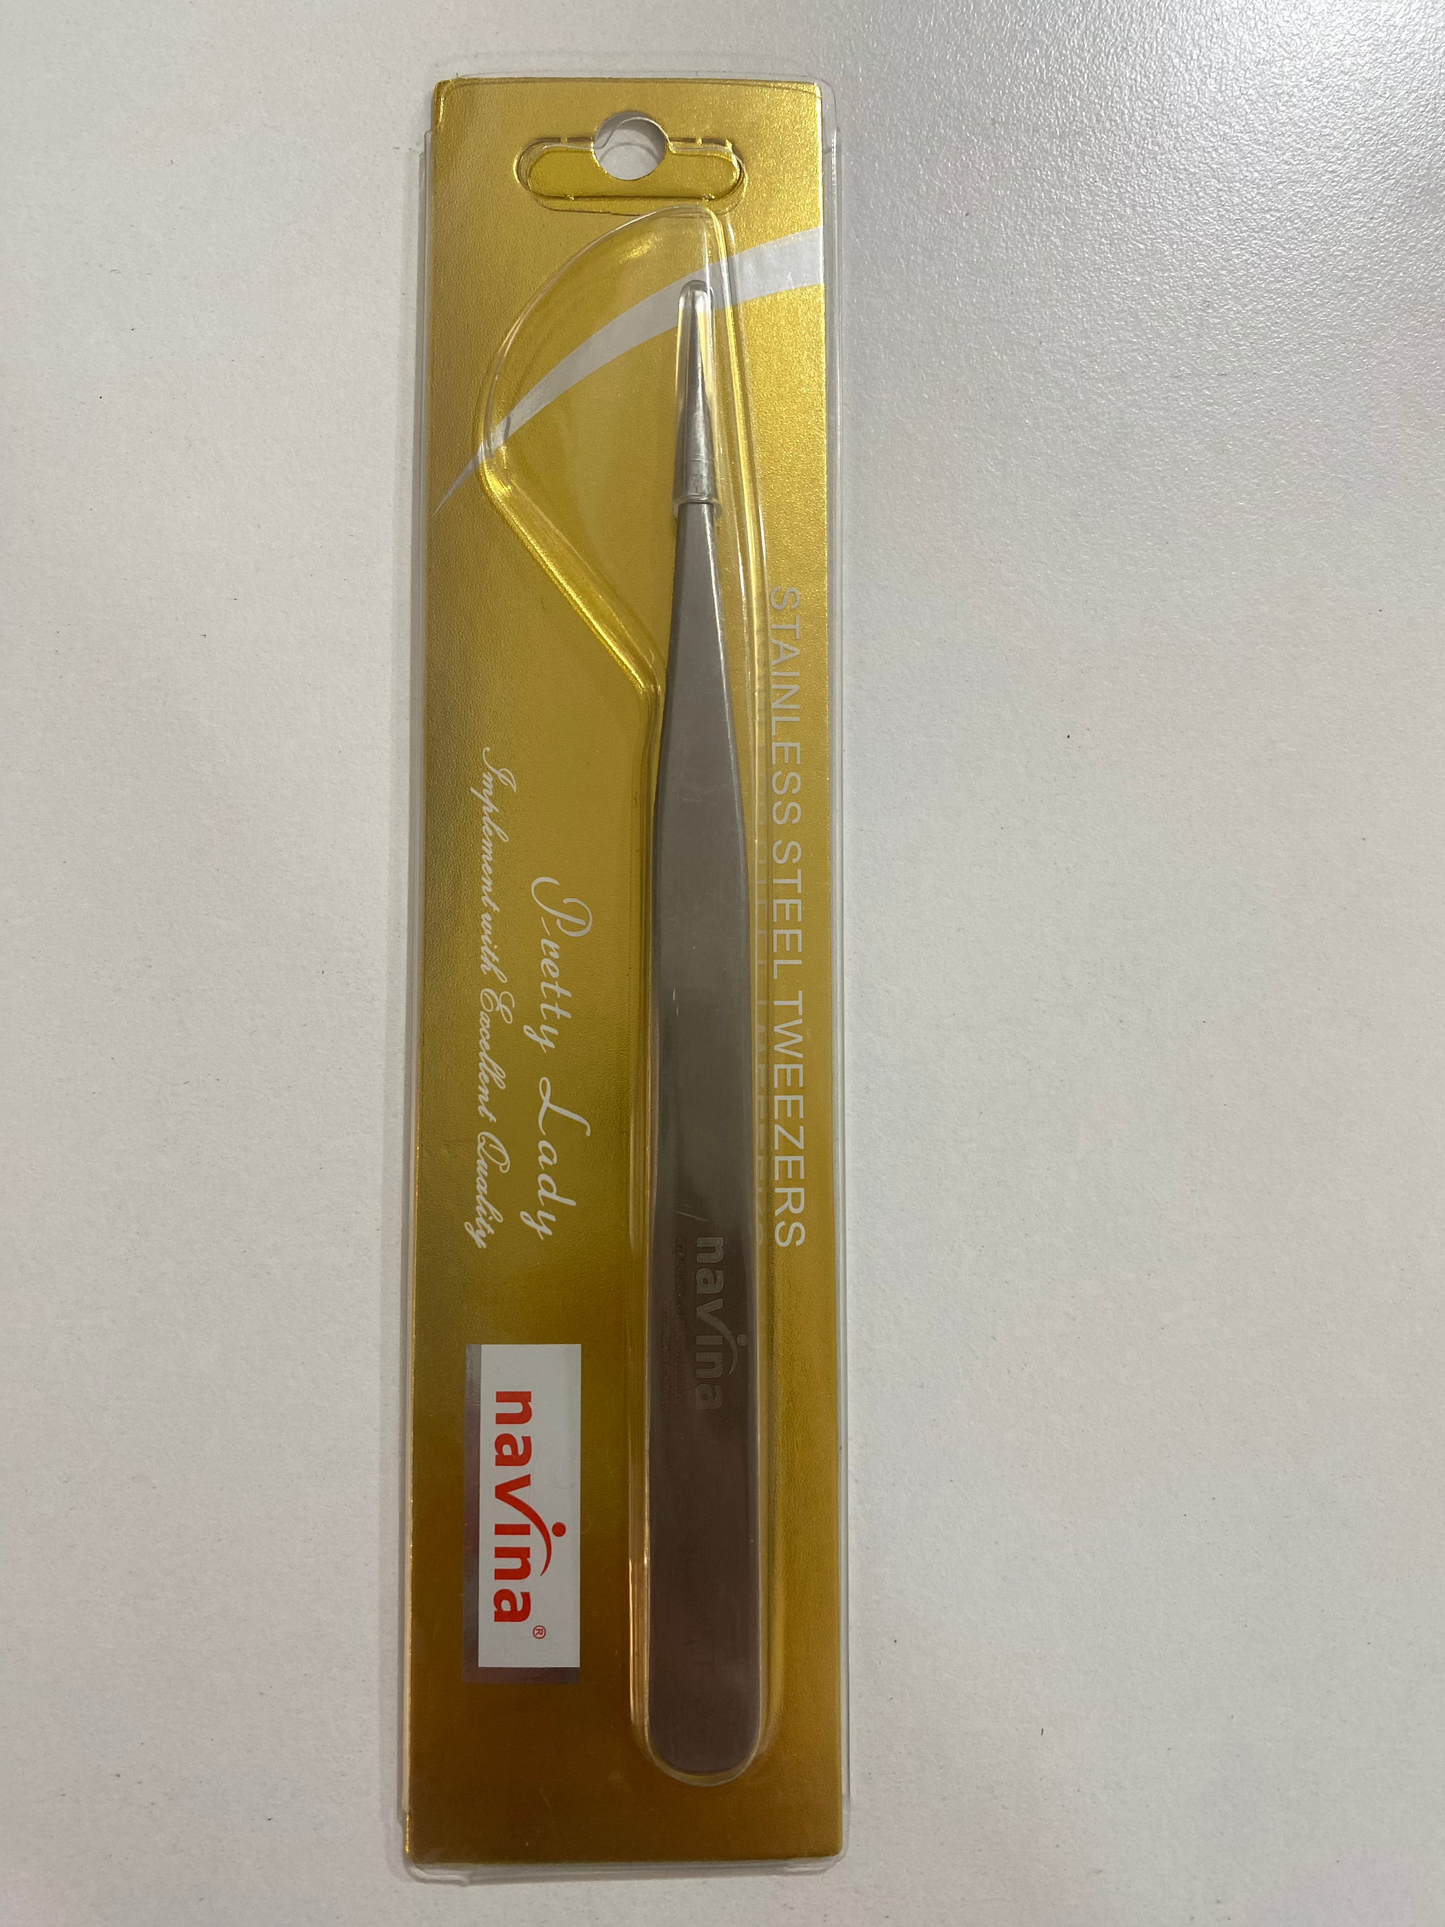 STAINLESS STEEL TWEEZERS
navina
Pretty Lady
Implement with Excellent Quality
navina®